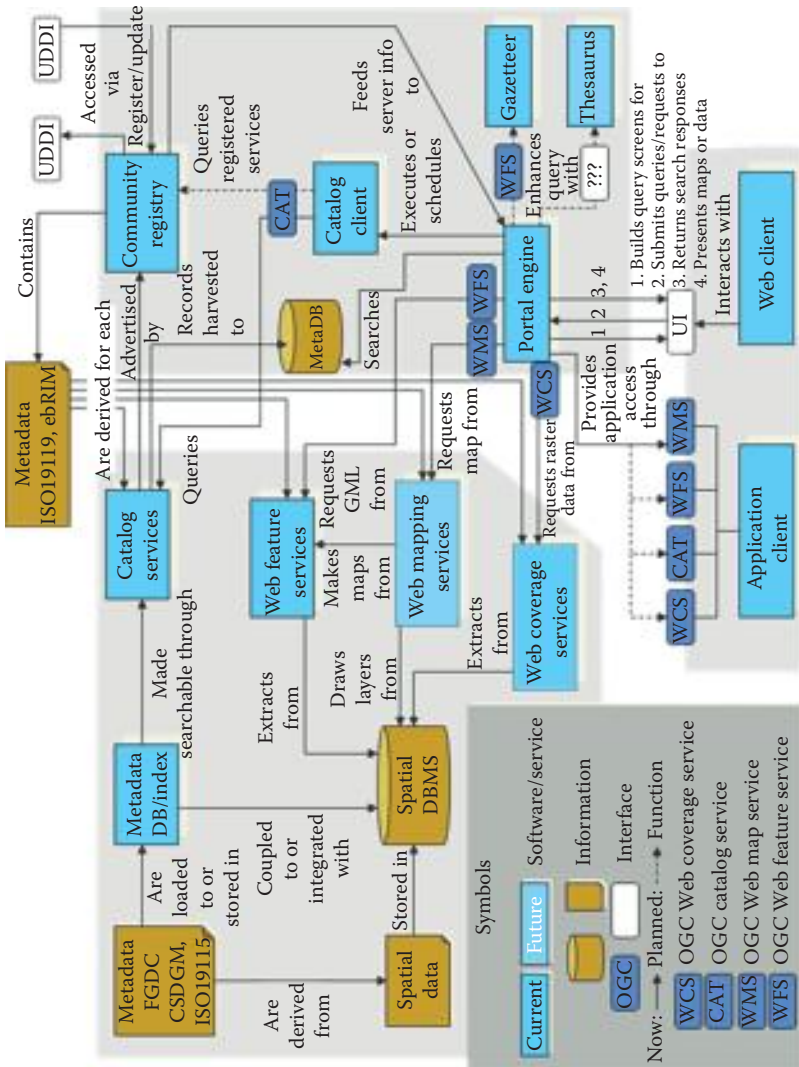 UDDI
UDDI
Accessed
via
Register/update
Contains
Metadata
ISO19119, ebRIM
Are derived for each
Advertised
by
Records
harvested
to
Community
registry
Queries
registered
services
CAT
Catalog
client
Feeds
server info
to
Executes or
schedules
WFS
Gazetteer
Enhances
query
with
???
Thesaurus
Catalog
services
Queries
MetaDB
Searches
WMS
WFS
Portal engine
WCS
1
2
3, 4
UI
1. Builds query screens for
2. Submits queries/requests to
3. Returns search responses
4. Presents maps or data
Interacts with
Web client
Made
searchable through
Web feature
services
Requests
GML
from
Makes
maps
from
Web mapping
services
Requests
map from
Requests raster
data from
Provides
application
access
through
Metadata
DB/index
Extracts
from
Draws
layers
from
Extracts
from
Web coverage
services
WCS
CAT
WFS
WMS
Application
client
Metadata
FGDC
CSDGM,
ISO19115
Are
loaded
to or
stored in
Coupled
to or
integrated
with
Spatial
DBMS
Are
derived
from
Spatial
data
Stored in
Symbols
Current
Future
Software/service
Information
OGC
Interface
Now:
Planned:
Function
WCS OGC Web coverage service
CAT OGC catalog service
WMS OGC Web map service
WFS OGC Web feature service